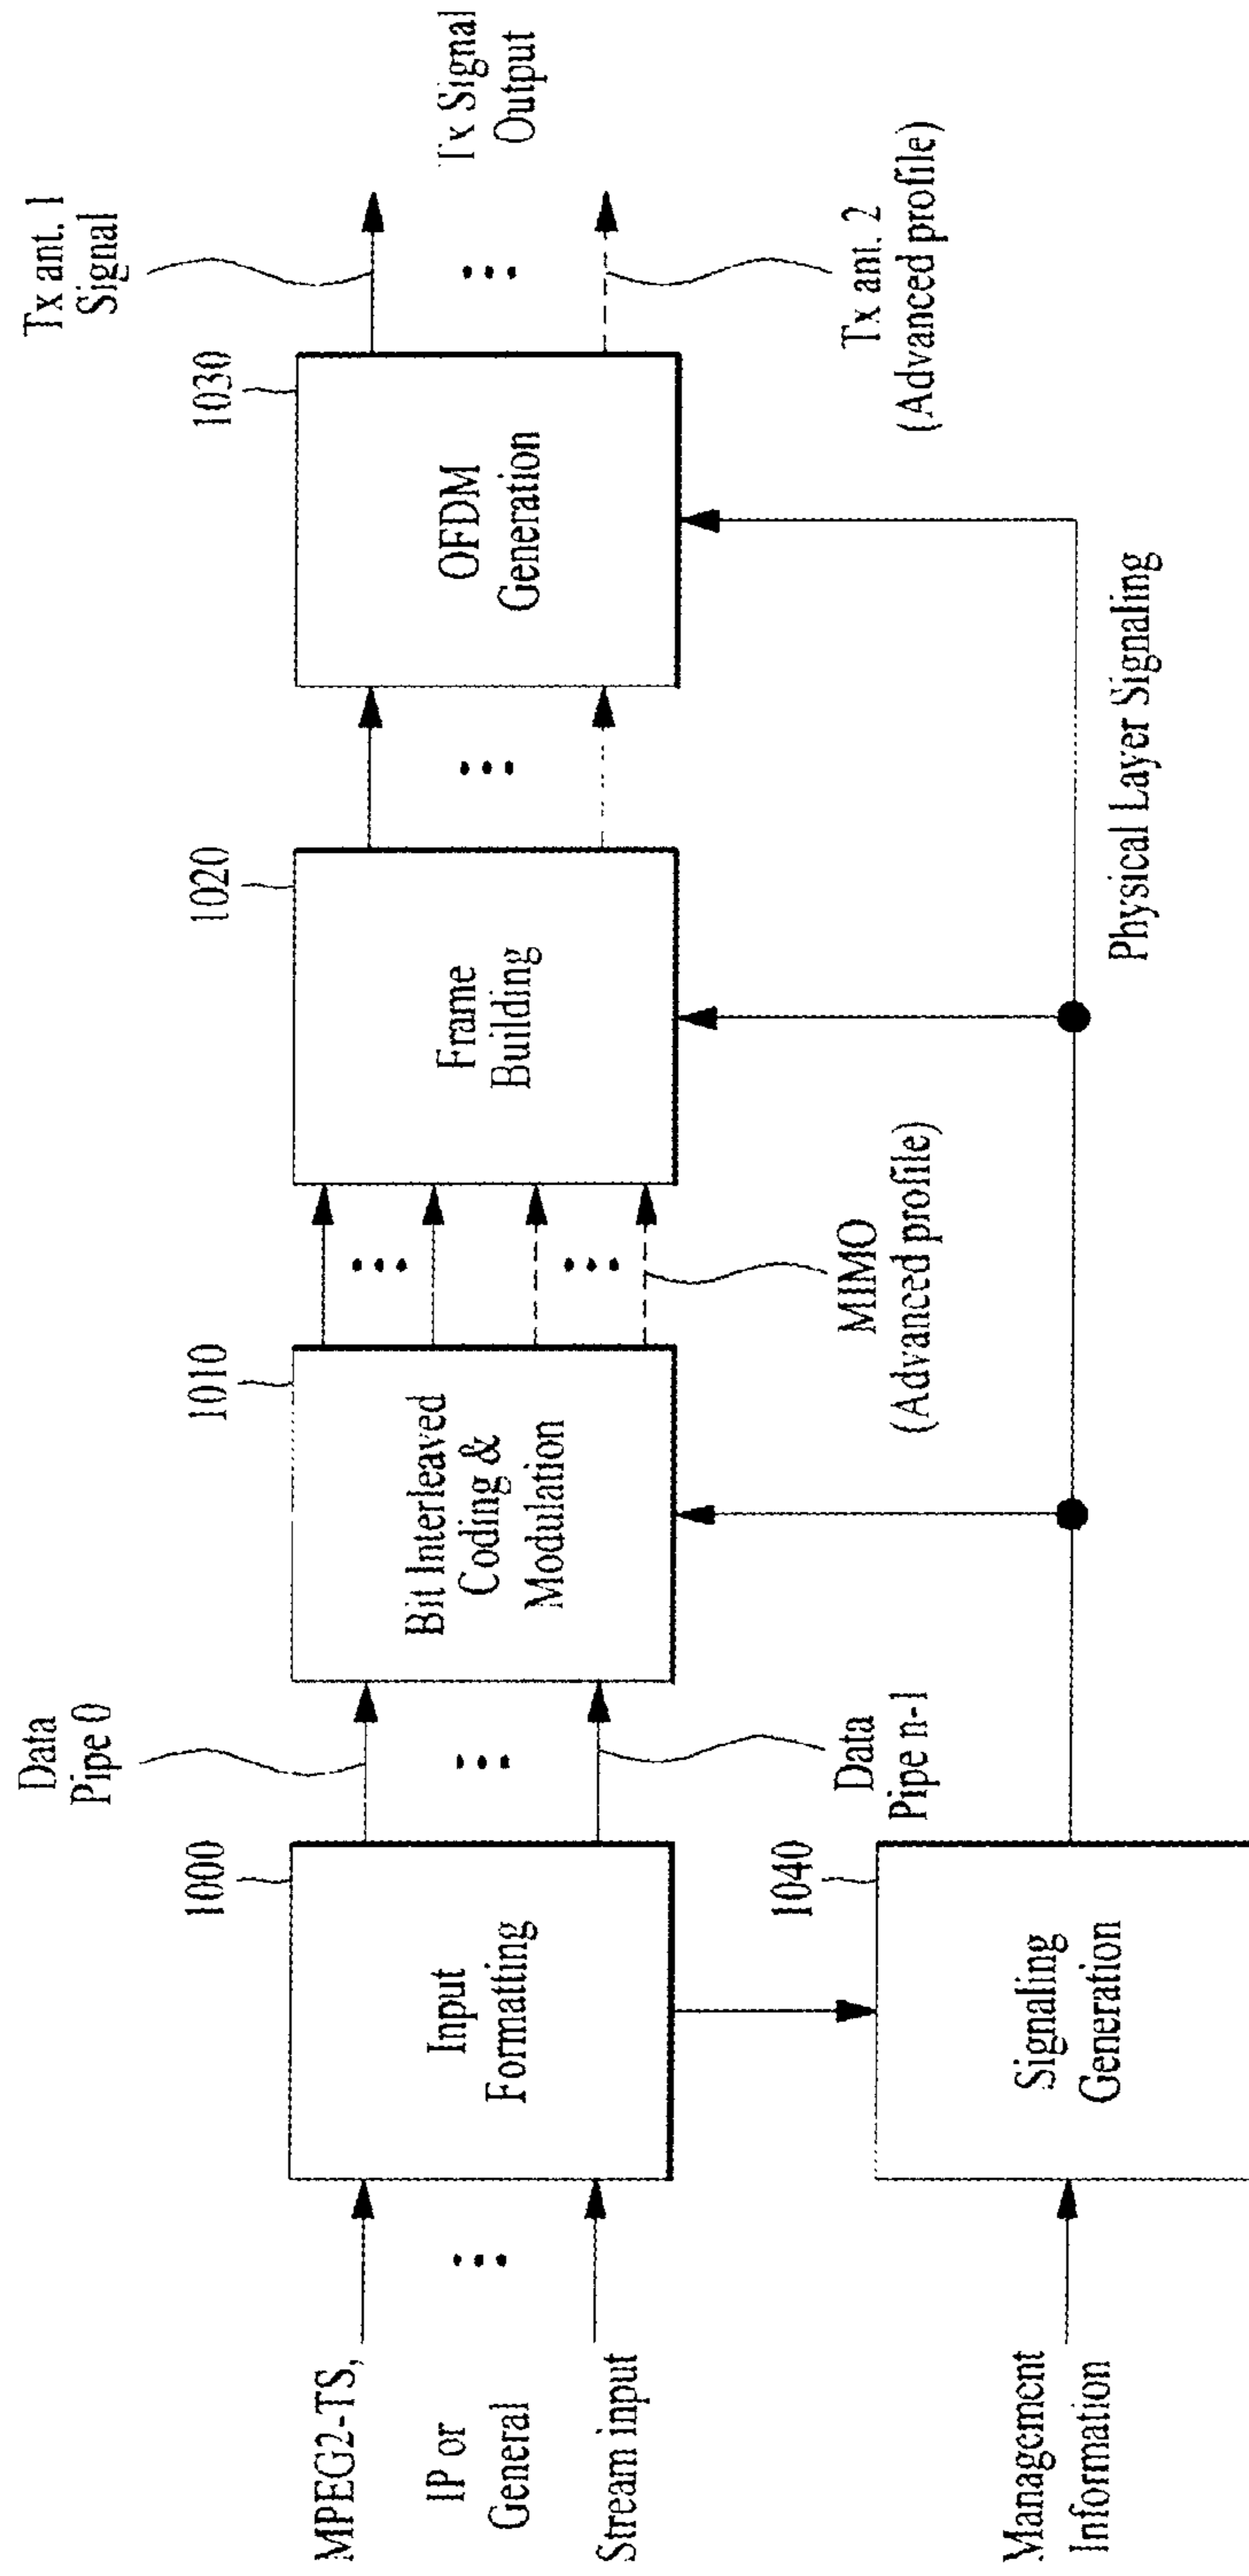 MPEG2-TS,
IP or
General
Stream input
Management
Information
1000
Input
Formatting
1040
Signaling
Generation
Data
Pipe 0
Data
Pipe n-1
1010
Bit Interleaved
Coding &
Modulation
MIMO
(Advanced profile)
1020
Frame
Building
Physical Layer Signaling
1030
OFDM
Generation
Tx ant. 1
Signal
Tx ant. 2
(Advanced profile)
Tx Signal
Output